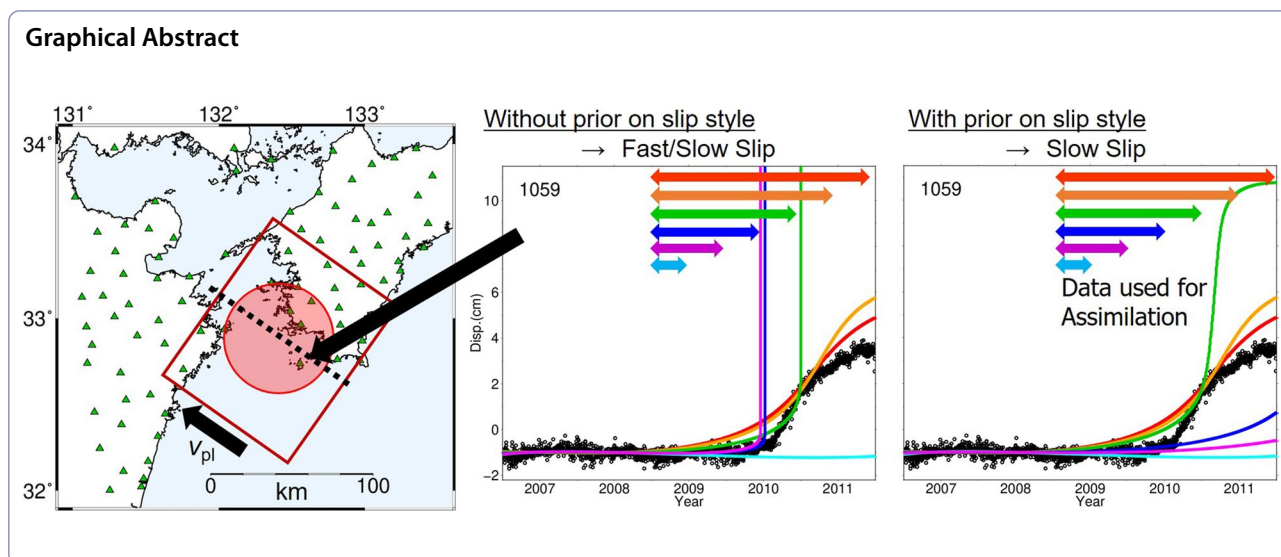 Graphical Abstract
131° 132° 133°
34°
33°
32°
v pl
0 100
km
Without prior on slip style
→ Fast/Slow Slip
1059
10
6
4
2
0
−2
Disp.(cm)
2007 2008 2009 2010 2011
Year
With prior on slip style
→ Slow Slip
1059
Data used for
Assimilation
2007 2008 2009 2010 2011
Year